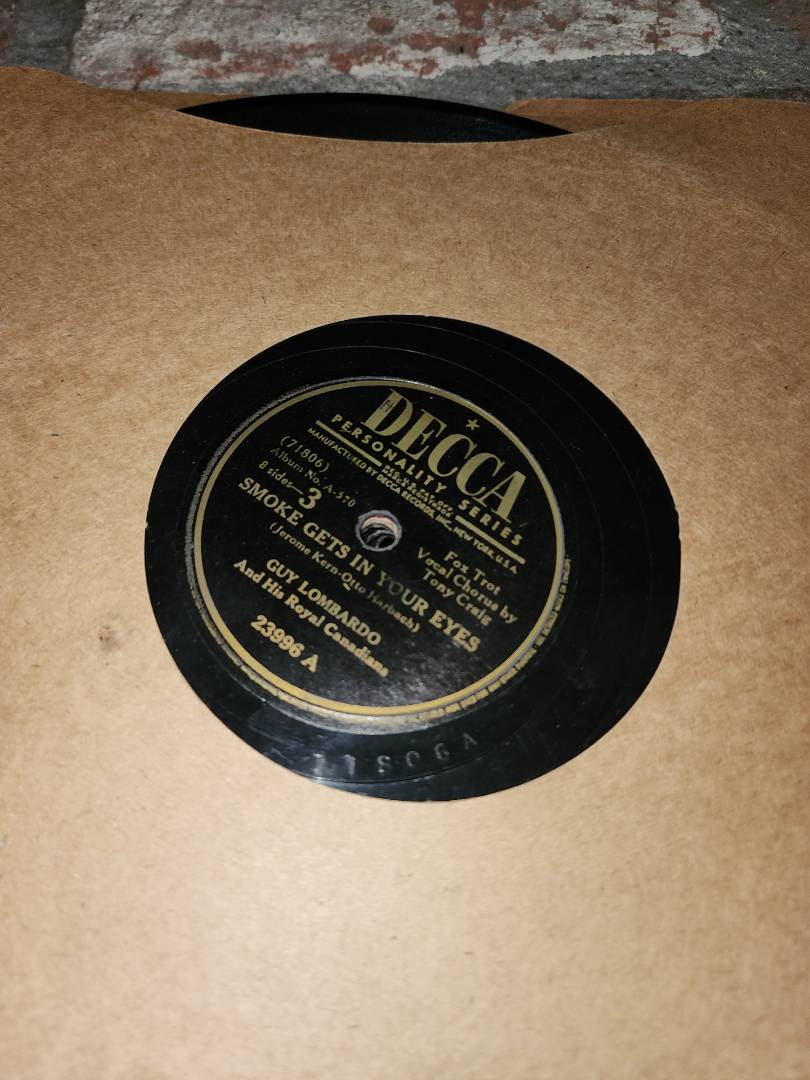 DECCA
PERSONALITY SERIES
MANUFACTURED BY DECCA RECORDS, INC., NEW YORK, U.S.A.
(71806)
Album No. A-570
8 sides—3
Fox Trot
Vocal Chorus by
Tony Craig
SMOKE GETS IN YOUR EYES
(Jerome Kern-Otto Harbach)
GUY LOMBARDO
And His Royal Canadians
23996 A
71806A